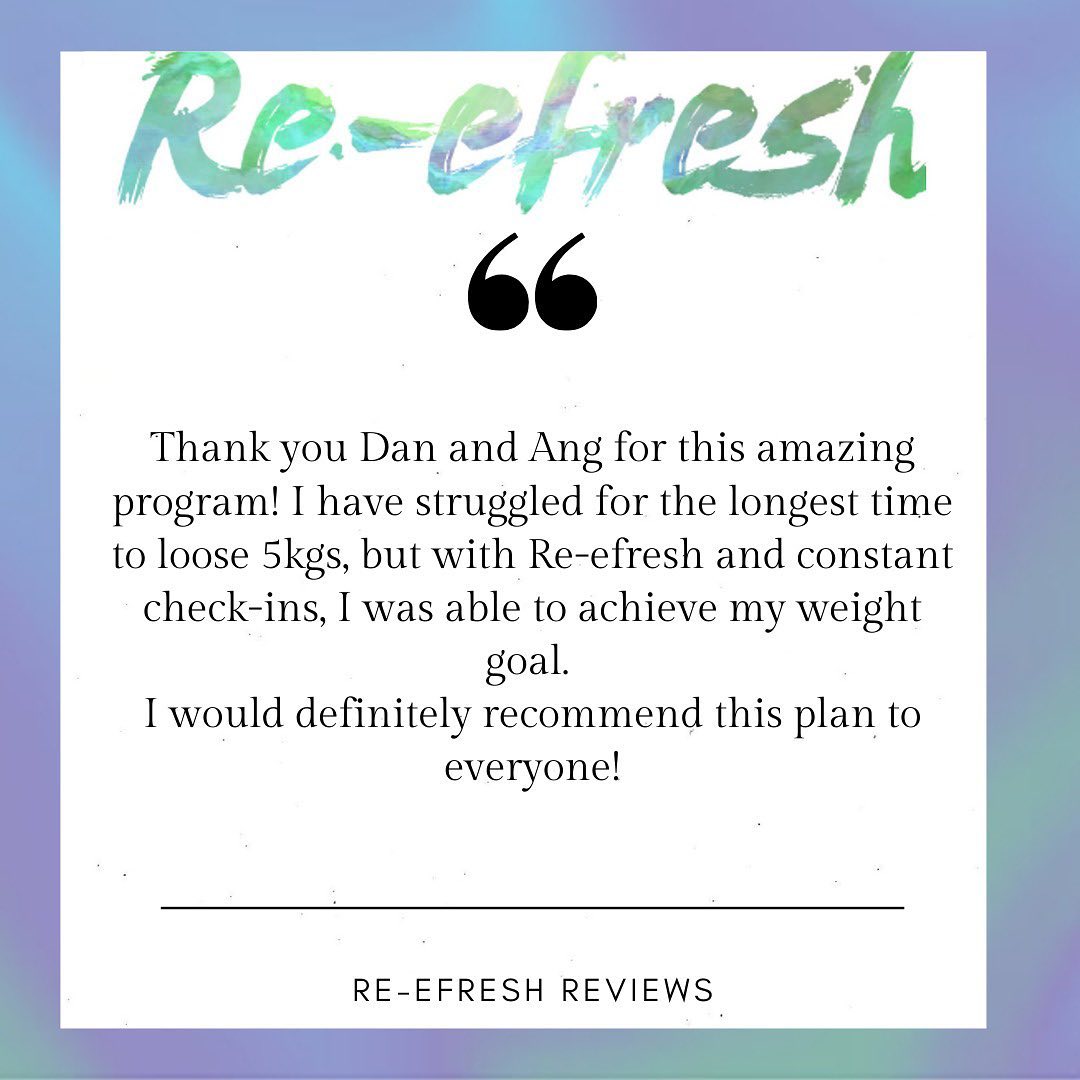 Re-efresh
“
Thank you Dan and Ang for this amazing
program! I have struggled for the longest time
to loose 5kgs, but with Re-efresh and constant
check-ins, I was able to achieve my weight
goal.
I would definitely recommend this plan to
everyone!
RE-EFRESH REVIEWS